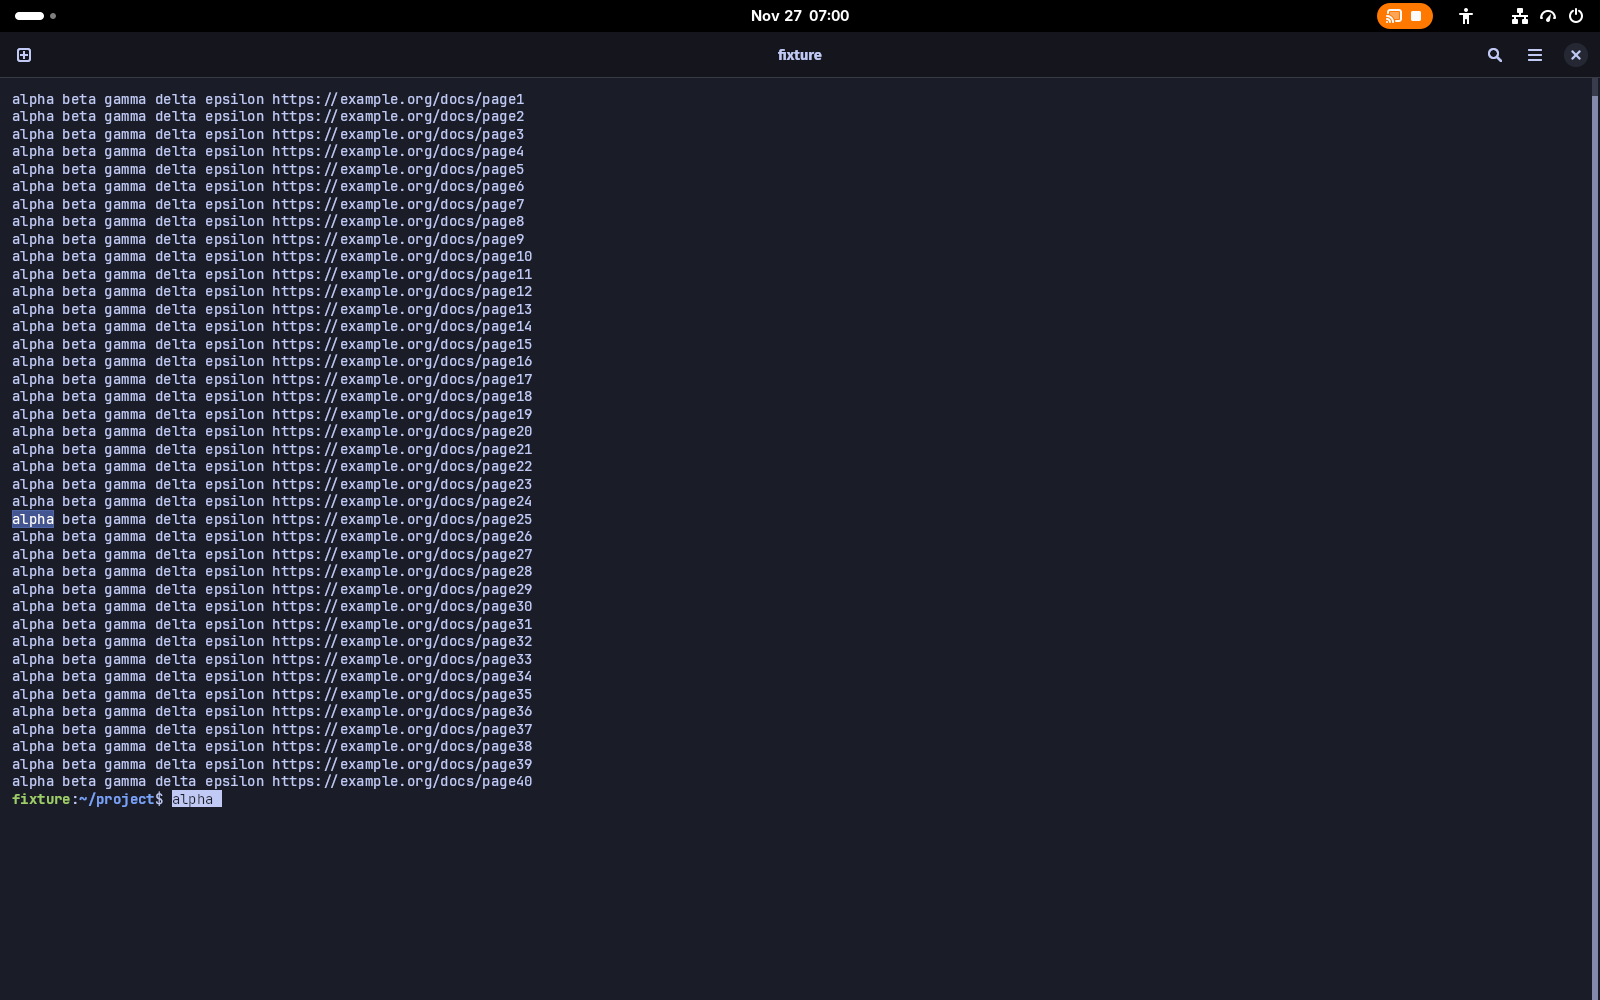 Nov 27 07:00
fixture
alpha beta gamma delta epsilon https://example.org/docs/page1
alpha beta gamma delta epsilon https://example.org/docs/page2
alpha beta gamma delta epsilon https://example.org/docs/page3
alpha beta gamma delta epsilon https://example.org/docs/page4
alpha beta gamma delta epsilon https://example.org/docs/page5
alpha beta gamma delta epsilon https://example.org/docs/page6
alpha beta gamma delta epsilon https://example.org/docs/page7
alpha beta gamma delta epsilon https://example.org/docs/page8
alpha beta gamma delta epsilon https://example.org/docs/page9
alpha beta gamma delta epsilon https://example.org/docs/page10
alpha beta gamma delta epsilon https://example.org/docs/page11
alpha beta gamma delta epsilon https://example.org/docs/page12
alpha beta gamma delta epsilon https://example.org/docs/page13
alpha beta gamma delta epsilon https://example.org/docs/page14
alpha beta gamma delta epsilon https://example.org/docs/page15
alpha beta gamma delta epsilon https://example.org/docs/page16
alpha beta gamma delta epsilon https://example.org/docs/page17
alpha beta gamma delta epsilon https://example.org/docs/page18
alpha beta gamma delta epsilon https://example.org/docs/page19
alpha beta gamma delta epsilon https://example.org/docs/page20
alpha beta gamma delta epsilon https://example.org/docs/page21
alpha beta gamma delta epsilon https://example.org/docs/page22
alpha beta gamma delta epsilon https://example.org/docs/page23
alpha beta gamma delta epsilon https://example.org/docs/page24
alpha beta gamma delta epsilon https://example.org/docs/page25
alpha beta gamma delta epsilon https://example.org/docs/page26
alpha beta gamma delta epsilon https://example.org/docs/page27
alpha beta gamma delta epsilon https://example.org/docs/page28
alpha beta gamma delta epsilon https://example.org/docs/page29
alpha beta gamma delta epsilon https://example.org/docs/page30
alpha beta gamma delta epsilon https://example.org/docs/page31
alpha beta gamma delta epsilon https://example.org/docs/page32
alpha beta gamma delta epsilon https://example.org/docs/page33
alpha beta gamma delta epsilon https://example.org/docs/page34
alpha beta gamma delta epsilon https://example.org/docs/page35
alpha beta gamma delta epsilon https://example.org/docs/page36
alpha beta gamma delta epsilon https://example.org/docs/page37
alpha beta gamma delta epsilon https://example.org/docs/page38
alpha beta gamma delta epsilon https://example.org/docs/page39
alpha beta gamma delta epsilon https://example.org/docs/page40
fixture:~/project$ alpha